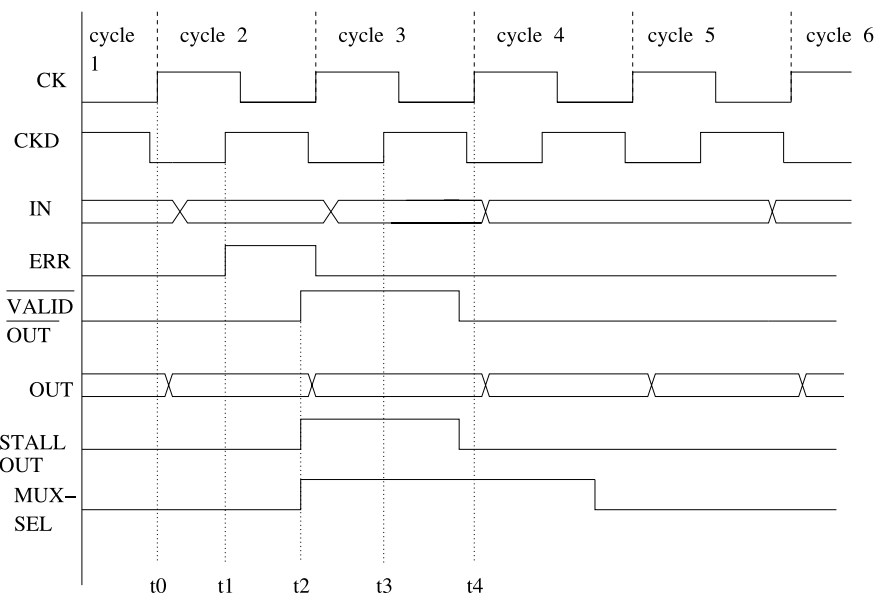 cycle 1
cycle 2
cycle 3
cycle 4
cycle 5
cycle 6
CK
CKD
IN
ERR
VALID
OUT
OUT
STALL
OUT
MUX-
SEL
t0 t1 t2 t3 t4